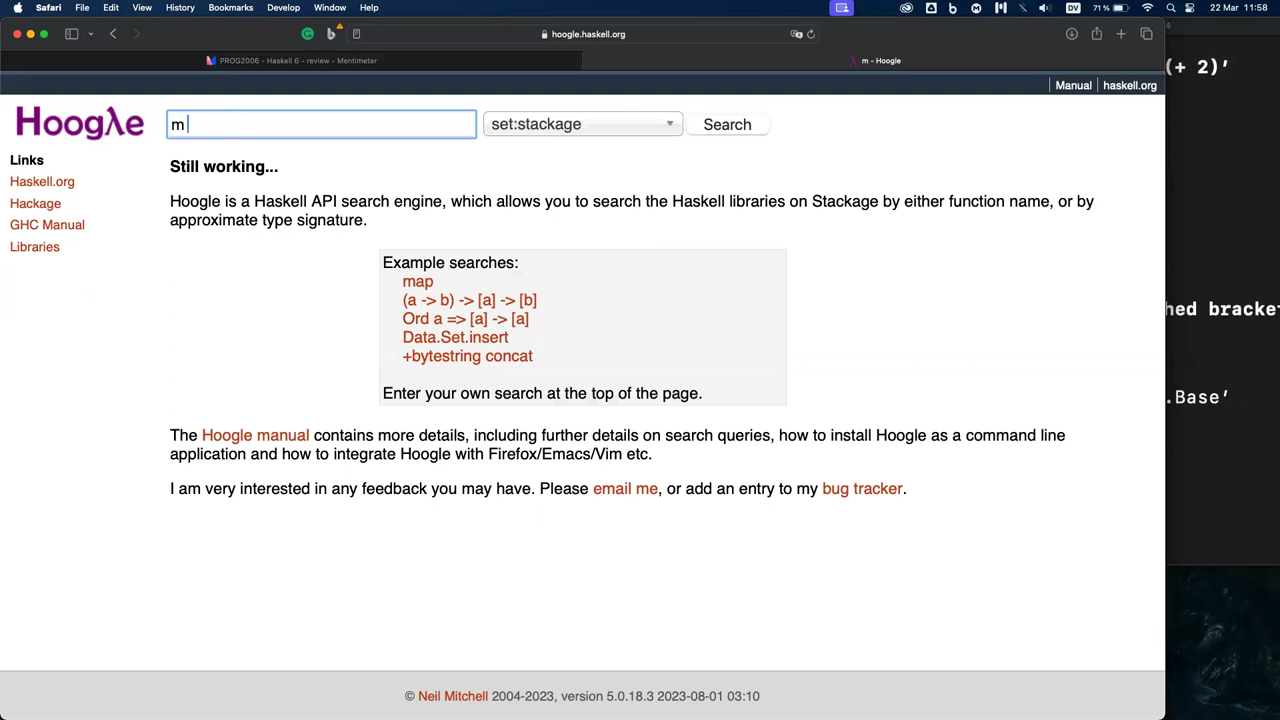 Safari File Edit View History Bookmarks Develop Window Help DV 71% 22 Mar 11:58
hoogle.haskell.org
PROG2006 - Haskell 6 - review - Mentimeter
m - Hoogle
Manual haskell.org
Hoogλe
m
set:stackage
Search
Links
Haskell.org
Hackage
GHC Manual
Libraries
Still working...
Hoogle is a Haskell API search engine, which allows you to search the Haskell libraries on Stackage by either function name, or by
approximate type signature.
Example searches:
map
(a -> b) -> [a] -> [b]
Ord a => [a] -> [a]
Data.Set.insert
+bytestring concat
Enter your own search at the top of the page.
The Hoogle manual contains more details, including further details on search queries, how to install Hoogle as a command line
application and how to integrate Hoogle with Firefox/Emacs/Vim etc.
I am very interested in any feedback you may have. Please email me, or add an entry to my bug tracker.
© Neil Mitchell 2004-2023, version 5.0.18.3 2023-08-01 03:10
(+ 2)’
hed bracket
.Base’